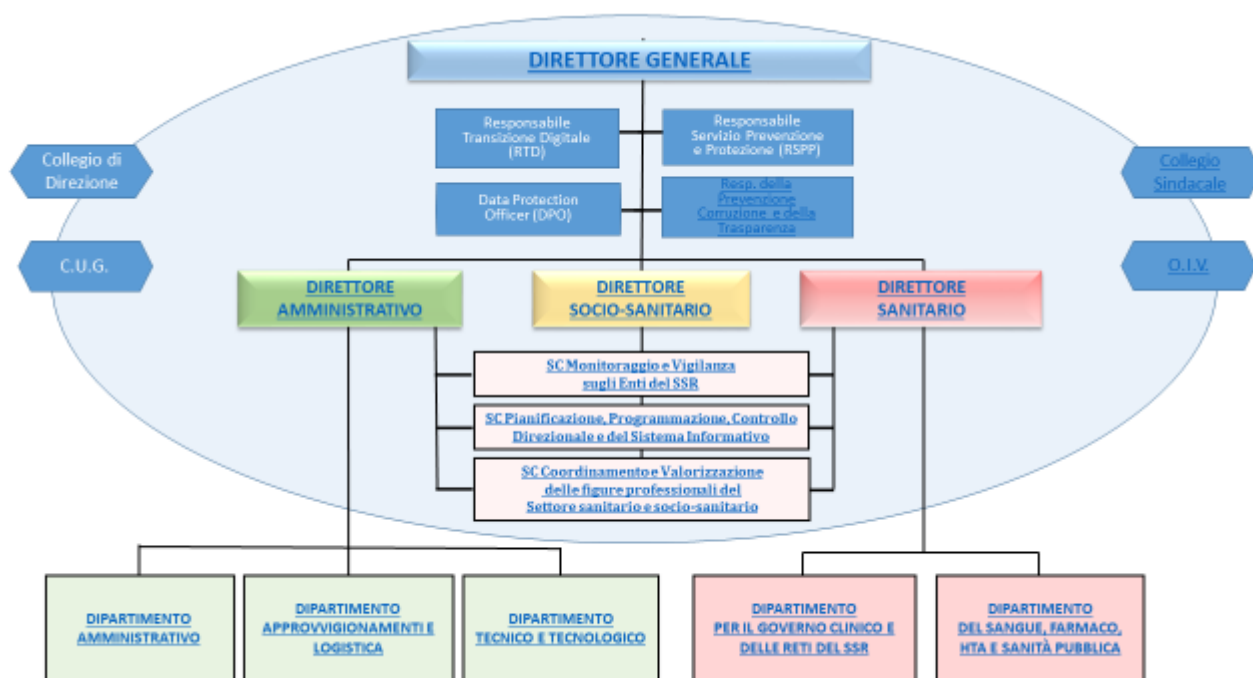 DIRETTORE GENERALE
Responsabile
Transizione Digitale
(RTD)
Responsabile
Servizio Prevenzione
e Protezione (RSPP)
Collegio di
Direzione
Collegio
Sindacale
Data Protection
Officer (DPO)
Resp. della
Prevenzione
Corruzione e della
Trasparenza
C.U.G.
O.I.V.
DIRETTORE
AMMINISTRATIVO
DIRETTORE
SOCIO-SANITARIO
DIRETTORE
SANITARIO
SC Monitoraggio e Vigilanza
sugli Enti del SSR
SC Pianificazione, Programmazione, Controllo
Direzionale e del Sistema Informativo
SC Coordinamento e Valorizzazione
delle figure professionali del
Settore sanitario e socio-sanitario
DIPARTIMENTO
AMMINISTRATIVO
DIPARTIMENTO
APPROVVIGIONAMENTI E
LOGISTICA
DIPARTIMENTO
TECNICO E TECNOLOGICO
DIPARTIMENTO
PER IL GOVERNO CLINICO E
DELLE RETI DEL SSR
DIPARTIMENTO
DEL SANGUE, FARMACO,
HTA E SANITÀ PUBBLICA